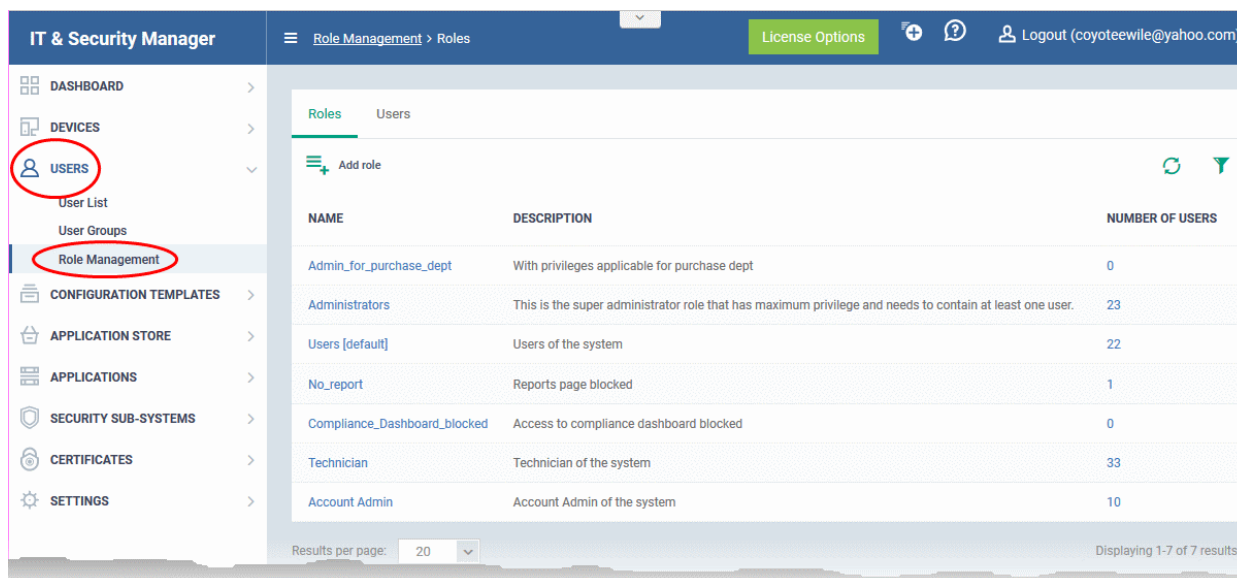 IT & Security Manager
Role Management > Roles
License Options
Logout (coyoteewile@yahoo.com)
DASHBOARD
DEVICES
USERS
User List
User Groups
Role Management
CONFIGURATION TEMPLATES
APPLICATION STORE
APPLICATIONS
SECURITY SUB-SYSTEMS
CERTIFICATES
SETTINGS
Roles Users
Add role
NAME DESCRIPTION NUMBER OF USERS
Admin_for_purchase_dept With privileges applicable for purchase dept 0
Administrators This is the super administrator role that has maximum privilege and needs to contain at least one user. 23
Users [default] Users of the system 22
No_report Reports page blocked 1
Compliance_Dashboard_blocked Access to compliance dashboard blocked 0
Technician Technician of the system 33
Account Admin Account Admin of the system 10
Results per page: 20 Displaying 1-7 of 7 results